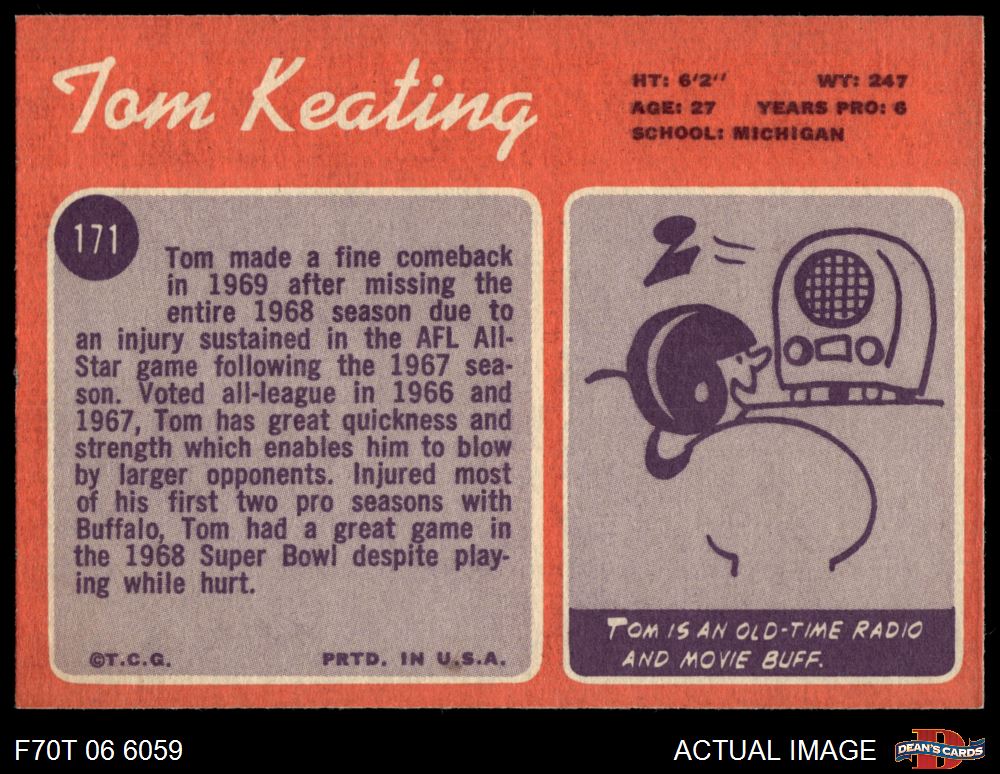 Tom Keating
HT: 6'2" WT: 247
AGE: 27 YEARS PRO: 6
SCHOOL: MICHIGAN
171
Tom made a fine comeback
in 1969 after missing the
entire 1968 season due to
an injury sustained in the AFL All-
Star game following the 1967 sea-
son. Voted all-league in 1966 and
1967, Tom has great quickness and
strength which enables him to blow
by larger opponents. Injured most
of his first two pro seasons with
Buffalo, Tom had a great game in
the 1968 Super Bowl despite play-
ing while hurt.
©T.C.G. PRTD. IN U.S.A.
TOM IS AN OLD-TIME RADIO
AND MOVIE BUFF.
F70T 06 6059
ACTUAL IMAGE
D
DEAN'S CARDS